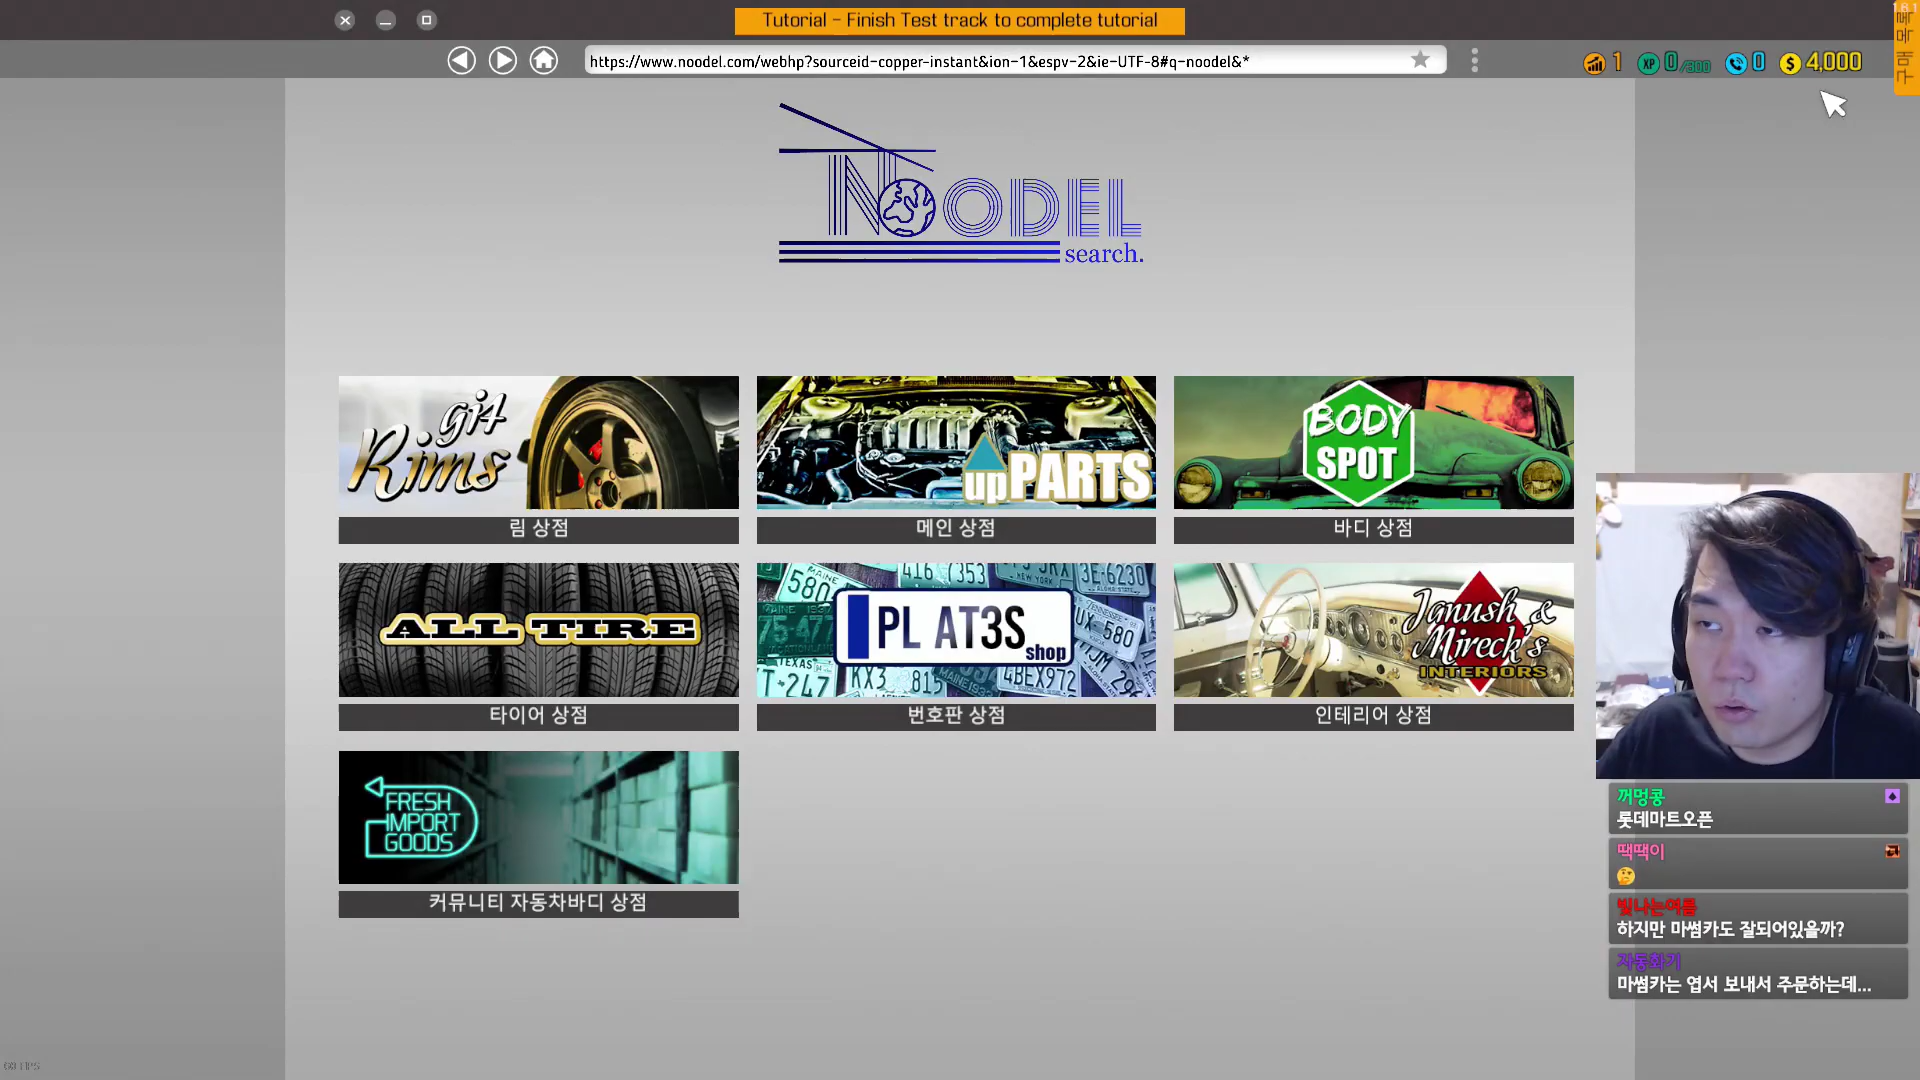 Tutorial - Finish Test track to complete tutorial
1.6.1
https://www.noodel.com/webhp?sourceid-copper-instant&ion-1&espv-2&ie-UTF-8#q-noodel&*
1
XP 0/300
0
$ 4,000
NOODEL
search.
gi4 Rims
upPARTS
BODY SPOT
림 상점
메인 상점
바디 상점
ALL TIRE
PL AT3S shop
Janush & Mireck's INTERIORS
타이어 상점
번호판 상점
인테리어 상점
FRESH IMPORT GOODS
커뮤니티 자동차바디 상점
꺼멍콩
롯데마트오픈
땍땍이
빛나는여름
하지만 마썸카도 잘되어있을까?
자동화기
마썸카는 엽서 보내서 주문하는데...